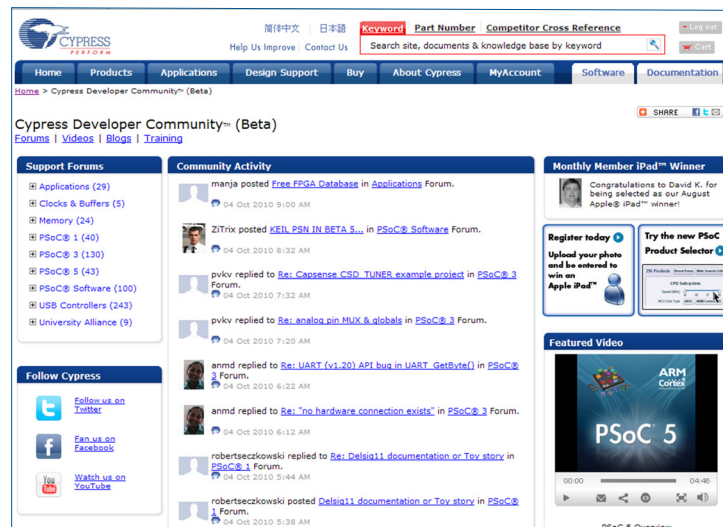 CYPRESS
PERFORM
简体中文 | 日本語
Help Us Improve | Contact Us
Keyword Part Number Competitor Cross Reference
Search site, documents & knowledge base by keyword
Log out
Cart
Home Products Applications Design Support Buy About Cypress MyAccount Software Documentation
Home > Cypress Developer Community™ (Beta)
SHARE
Cypress Developer Community™ (Beta)
Forums | Videos | Blogs | Training
Support Forums
Applications (29)
Clocks & Buffers (5)
Memory (24)
PSoC® 1 (40)
PSoC® 3 (130)
PSoC® 5 (43)
PSoC® Software (100)
USB Controllers (243)
University Alliance (9)
Follow Cypress
Follow us on
Twitter
Fan us on
Facebook
You
Tube
Watch us on
YouTube
Community Activity
manja posted Free FPGA Database in Applications Forum.
04 Oct 2010 9:00 AM
ZiTrix posted KEIL PSN IN BETA 5... in PSoC® Software Forum.
04 Oct 2010 8:32 AM
pvkv replied to Re: Capsense CSD_TUNER example project in PSoC® 3
Forum.
04 Oct 2010 7:32 AM
pvkv replied to Re: analog pin MUX & globals in PSoC® 3 Forum.
04 Oct 2010 7:20 AM
anmd replied to Re: UART (v1.20) API bug in UART_GetByte() in PSoC®
3 Forum.
04 Oct 2010 6:22 AM
anmd replied to Re: "no hardware connection exists" in PSoC® 3 Forum.
04 Oct 2010 6:12 AM
robertseczkowski replied to Re: Delsig11 documentation or Toy story in
PSoC® 1 Forum.
04 Oct 2010 5:44 AM
robertseczkowski posted Delsig11 documentation or Toy story in PSoC®
1 Forum.
04 Oct 2010 5:38 AM
Monthly Member iPad™ Winner
Congratulations to David K. for
being selected as our August
Apple® iPad™ winner!
Register today
Upload your photo
and be entered to
win an
Apple iPad™
Try the new PSoC
Product Selector
CPU Subsystem
Featured Video
ARM
Cortex
PSoC® 5
00:00 04:46
PSoC 5 Overview